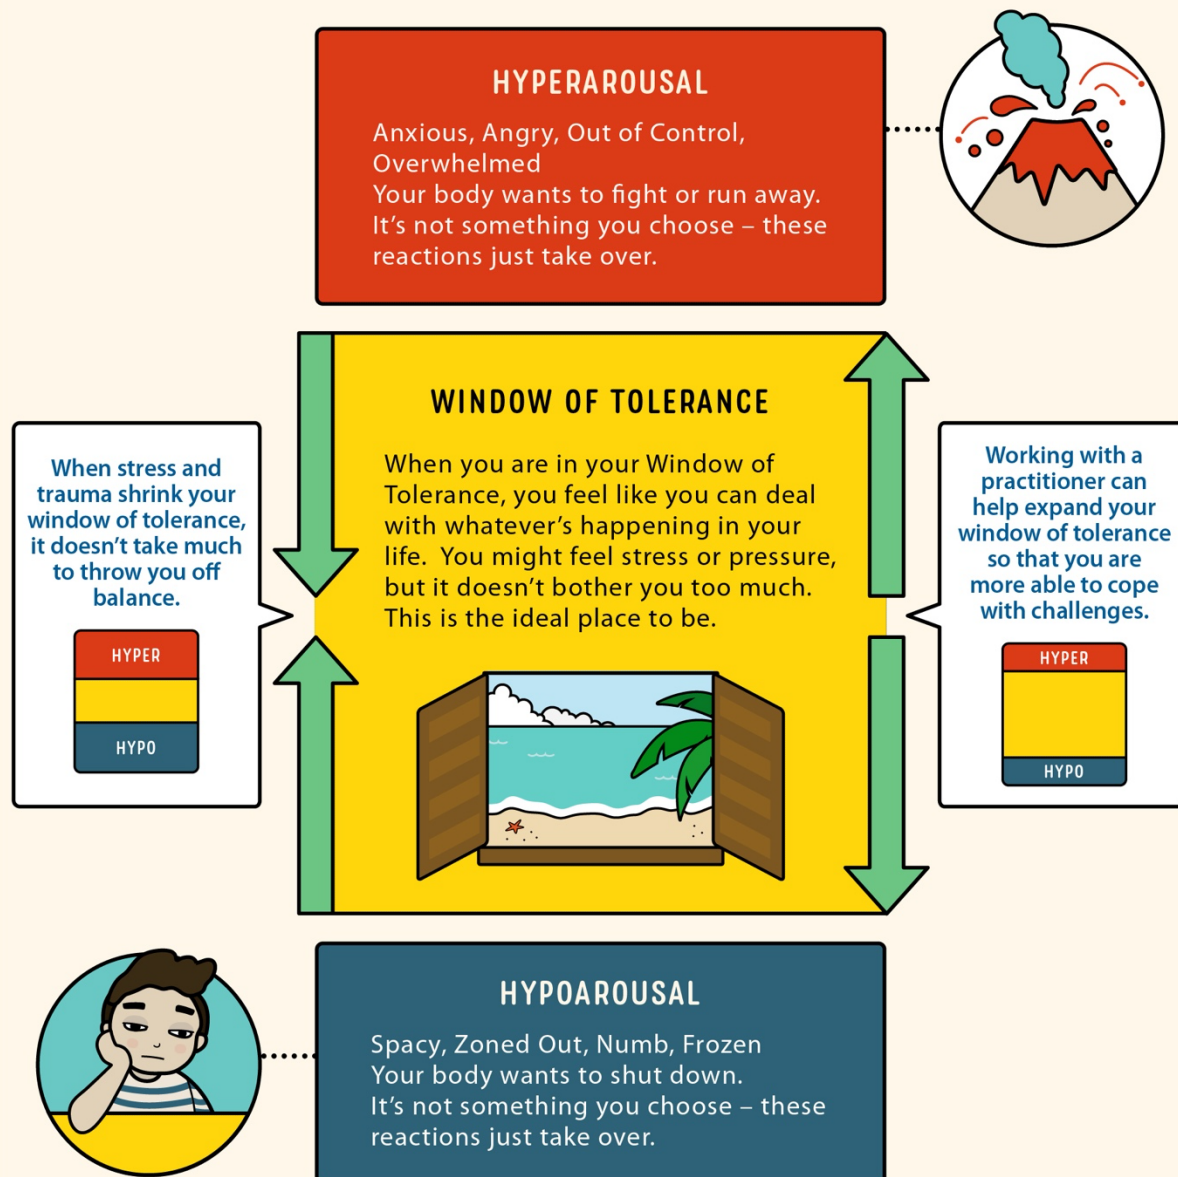 HYPERAROUSAL
Anxious, Angry, Out of Control,
Overwhelmed
Your body wants to fight or run away.
It’s not something you choose – these
reactions just take over.
WINDOW OF TOLERANCE
When you are in your Window of
Tolerance, you feel like you can deal
with whatever’s happening in your
life.  You might feel stress or pressure,
but it doesn’t bother you too much.
This is the ideal place to be.
When stress and
trauma shrink your
window of tolerance,
it doesn’t take much
to throw you off
balance.
HYPER
HYPO
Working with a
practitioner can
help expand your
window of tolerance
so that you are
more able to cope
with challenges.
HYPER
HYPO
HYPOAROUSAL
Spacy, Zoned Out, Numb, Frozen
Your body wants to shut down.
It’s not something you choose – these
reactions just take over.